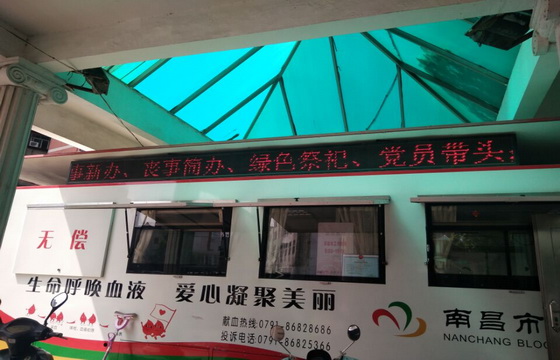 事新办、丧事简办、绿色祭祀、党员带头
无偿
生命呼唤血液 爱心凝聚美丽
献血热线:0791-86828686
投诉电话:0791-86825366
南昌市
NANCHANG BLOO